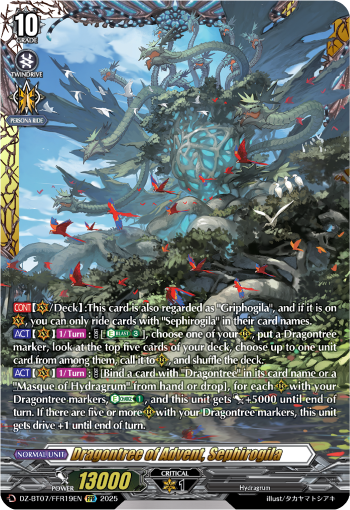 10
GRADE
TWINDRIVE
PERSONA RIDE
CONT【/Deck】:This card is also regarded as "Griphogila", and if it is on
, you can only ride cards with "Sephirogila" in their card names.
ACT【】1/Turn:[3], choose one of your, put a Dragontree
marker, look at the top five cards of your deck, choose up to one unit
card from among them, call it to, and shuffle the deck.
ACT【】1/Turn:[Bind a card with "Dragontree" in its card name or a
"Masque of Hydragrum" from hand or drop], for each with your
Dragontree markers, 1, and this unit gets +5000 until end of
turn. If there are five or more with your Dragontree markers, this unit
gets drive +1 until end of turn.
NORMAL UNIT
Dragontree of Advent, Sephirogila
POWER 13000
CRITICAL
1
Hydragrum
DZ-BT07/FFR19EN FFR 2025
illust/タカヤマトシアキ